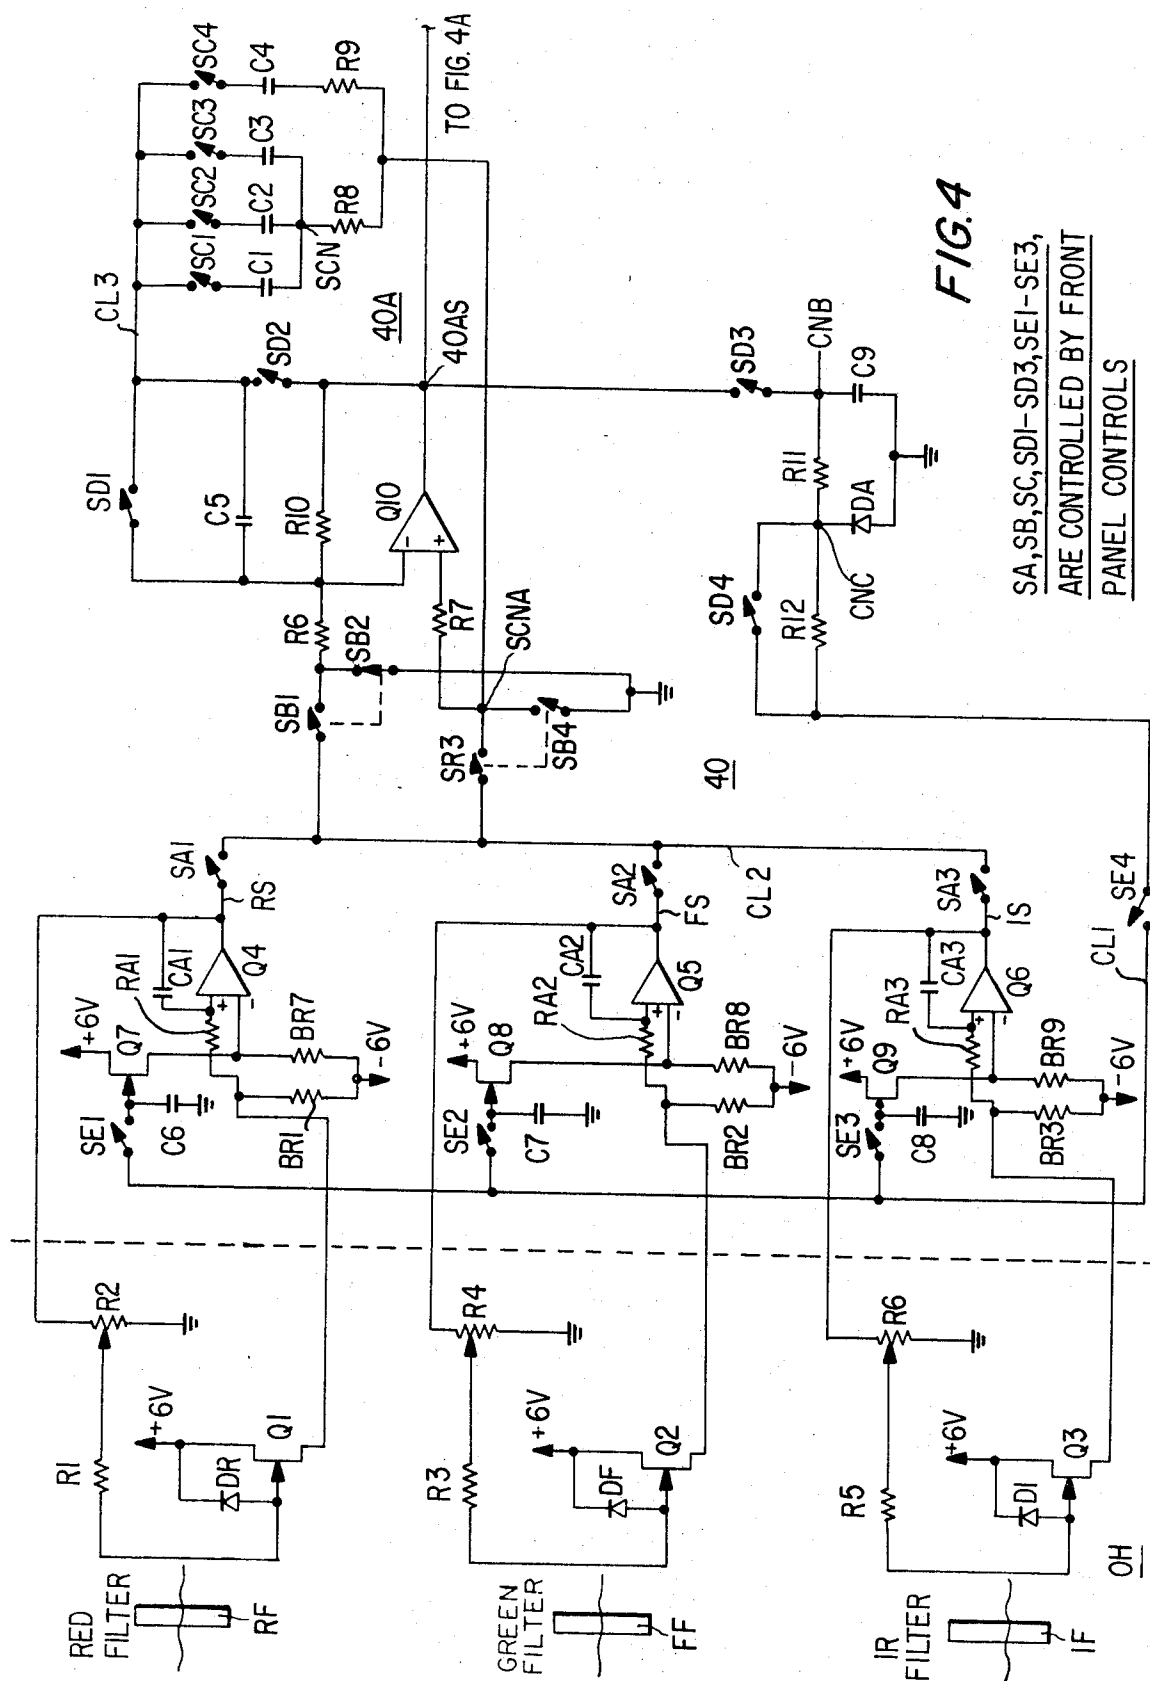 RED
FILTER
RF
R1
DR
+6V
Q1
R2
SE1
C6
+6V
Q7
BR1
BR7
-6V
RA1
CA1
Q4
+
-
RS
SA1
GREEN
FILTER
FF
R3
DF
+6V
Q2
R4
SE2
C7
+6V
Q8
BR2
BR8
-6V
RA2
CA2
Q5
+
-
FS
SA2
CL2
IR
FILTER
IF
R5
DI
+6V
Q3
R6
OH
SE3
C8
+6V
Q9
BR3
BR9
-6V
RA3
CA3
Q6
+
-
IS
SA3
CL1
SE4
40
SB1
SB2
R6
SR3
SB4
SCNA
R7
Q10
-
+
R10
C5
SD1
SD2
CL3
40A
40AS
SC1
SC2
SC3
SC4
C1
C2
C3
C4
SCN
R8
R9
TO FIG. 4A
SD3
CNB
C9
R11
DA
CNC
R12
SD4
FIG.4
SA,SB,SC,SD1-SD3,SE1-SE3,
ARE CONTROLLED BY FRONT
PANEL CONTROLS